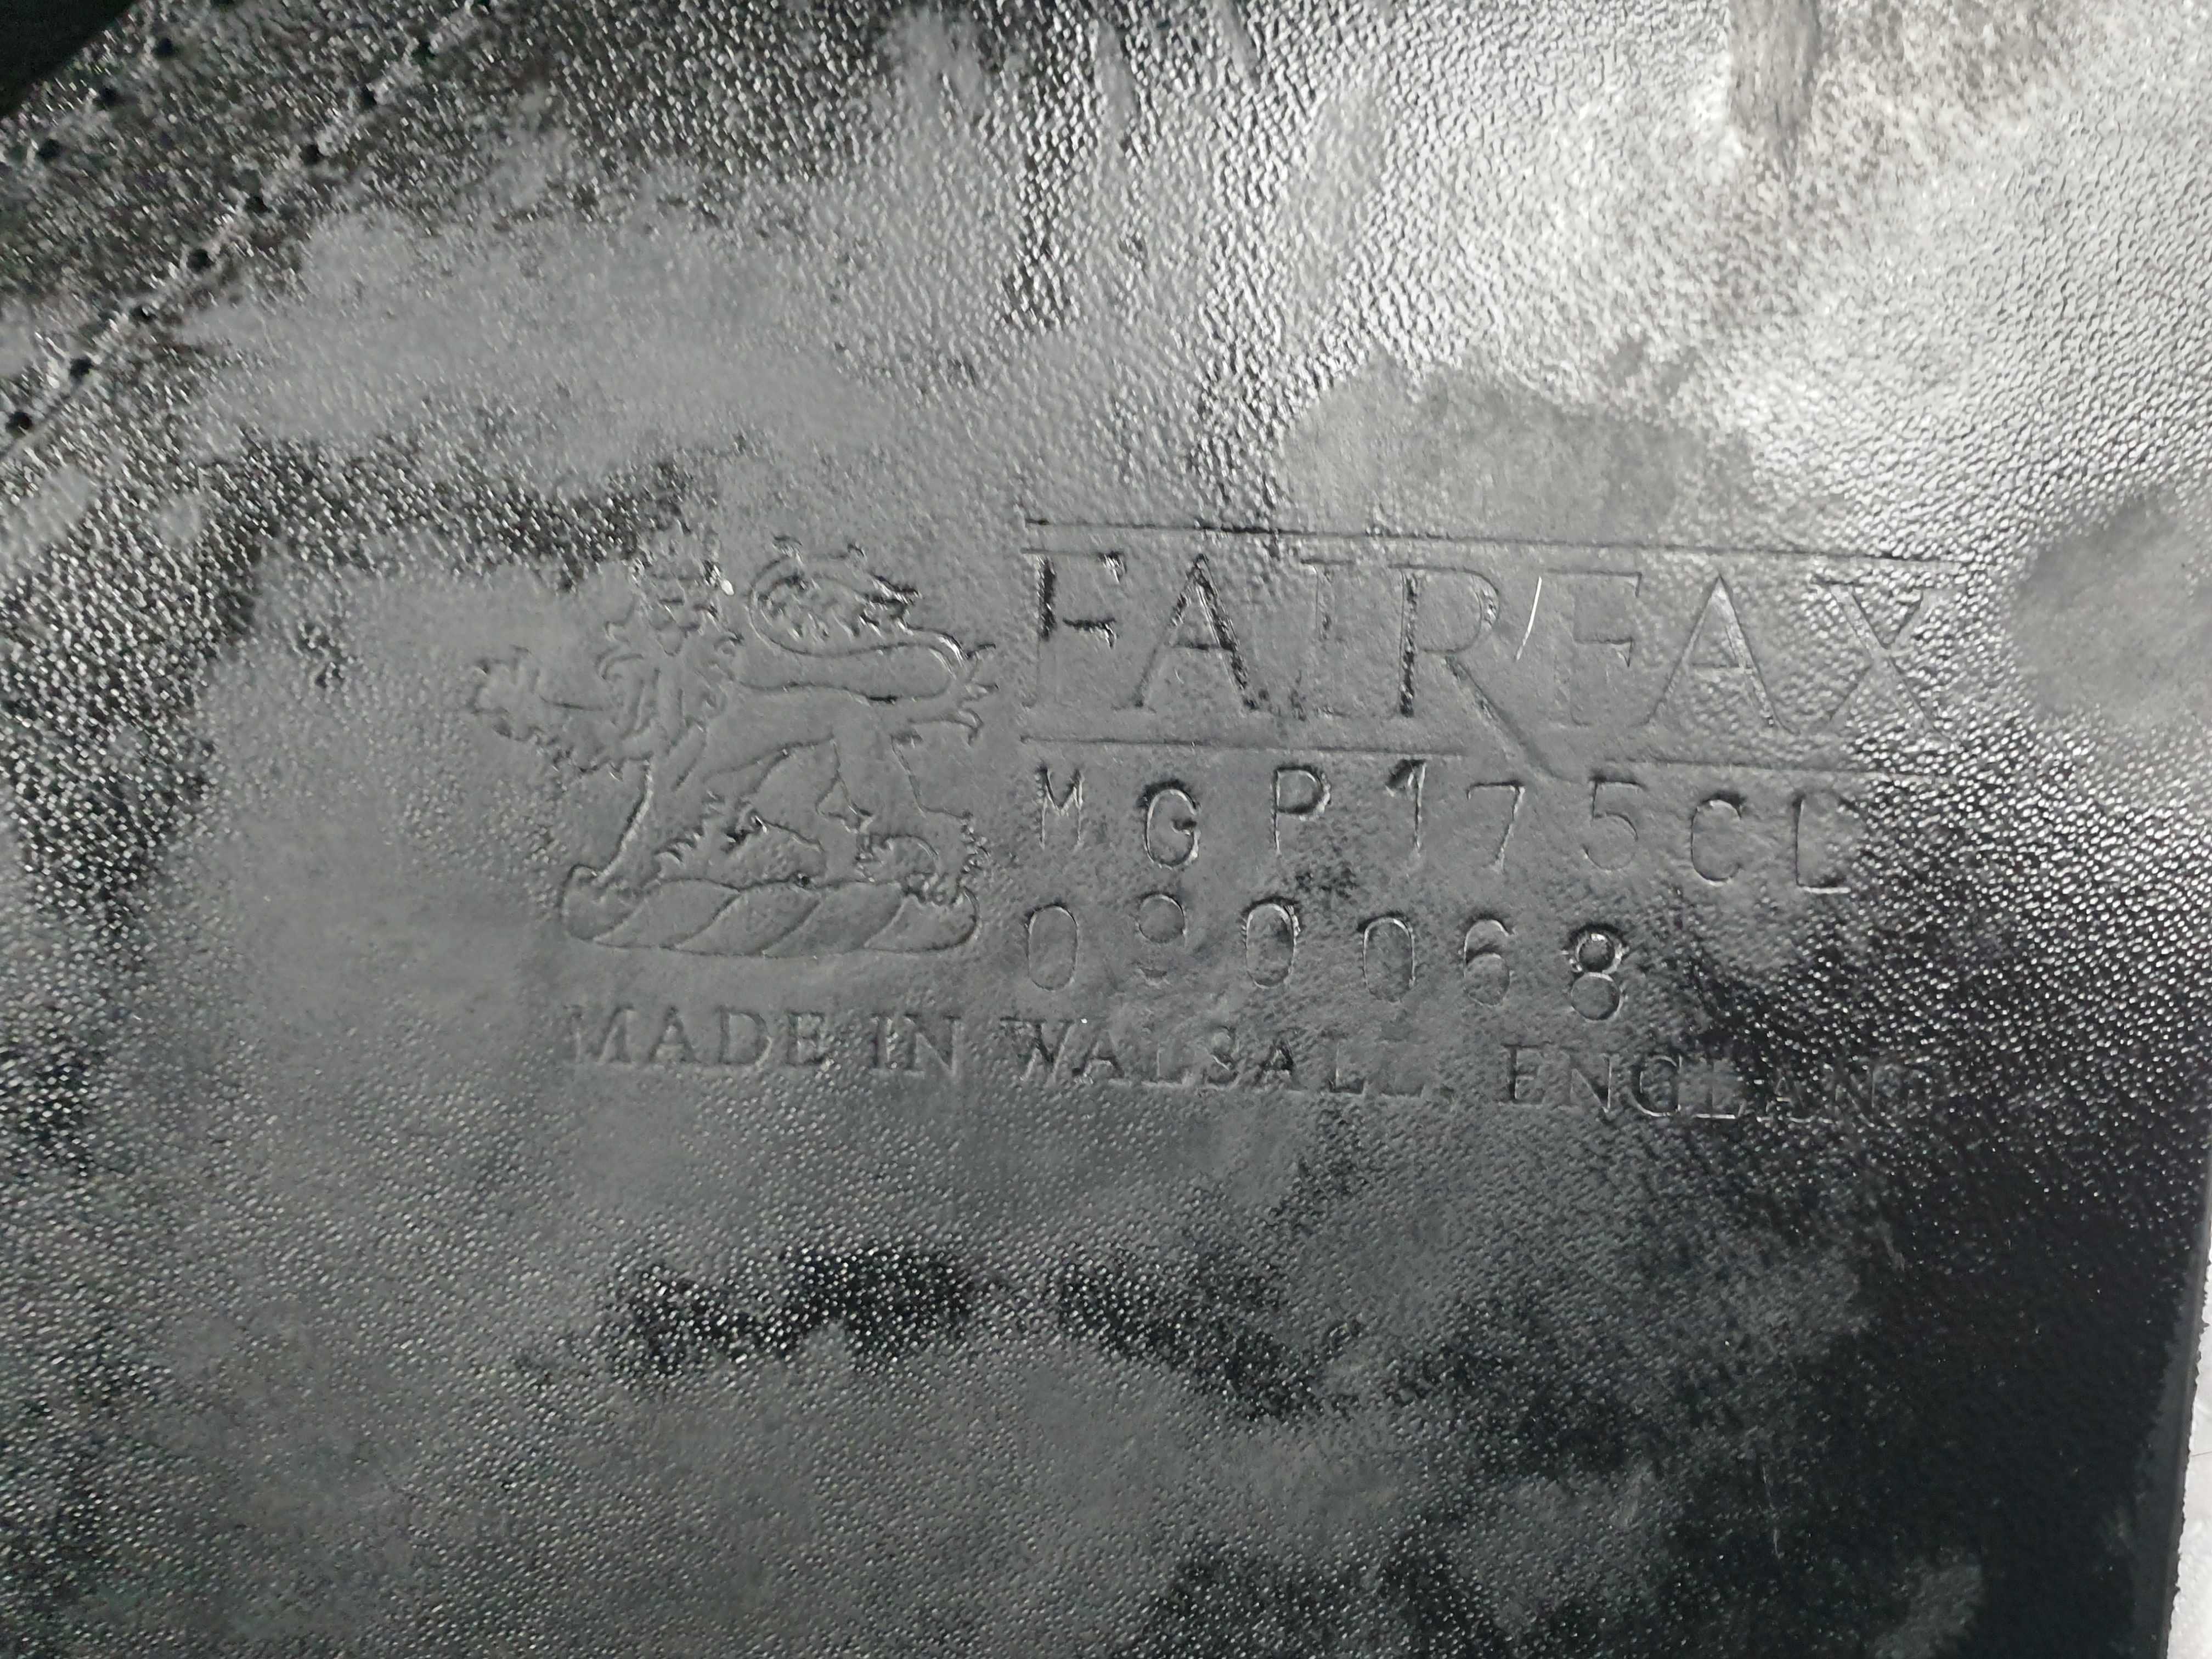 FAIRFAX
MGP175CL
090068
MADE IN WALSALL, ENGLAND